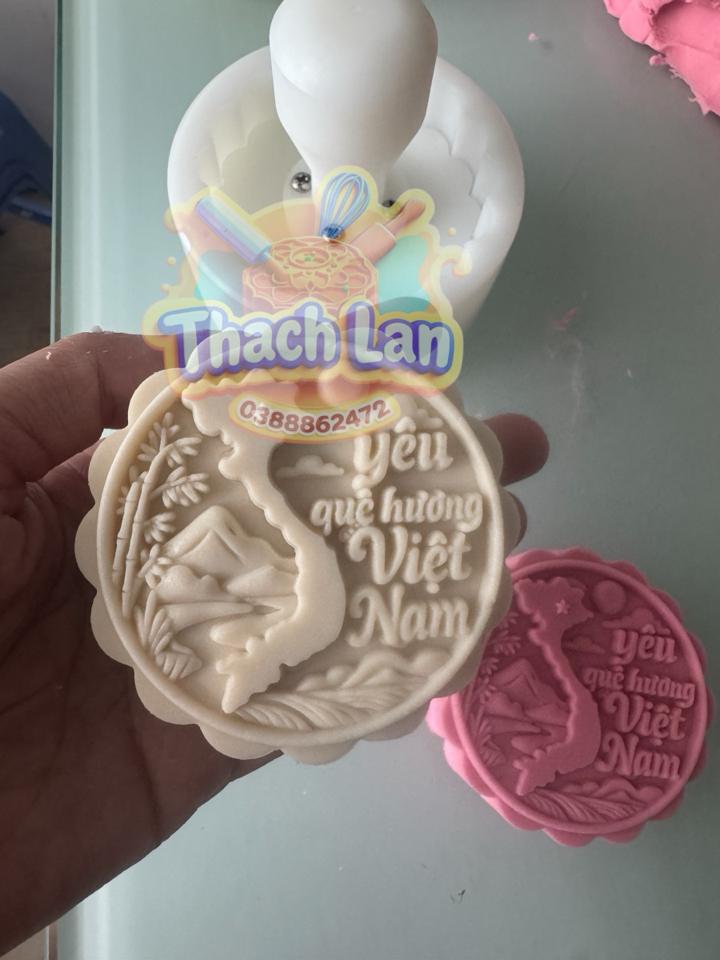 Thach Lan
0388862472
yêu
quê hương
Việt
Nam
yêu
quê hương
Việt
Nam